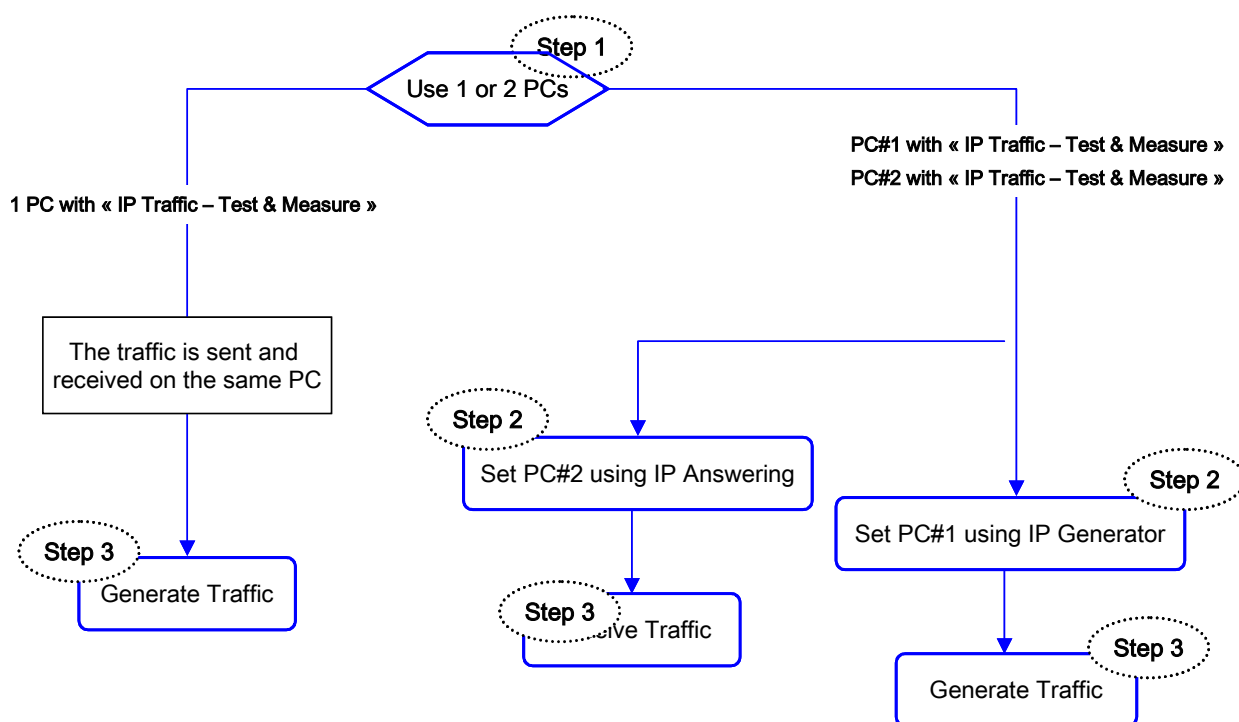 Step 1
Use 1 or 2 PCs
PC#1 with « IP Traffic – Test & Measure »
PC#2 with « IP Traffic – Test & Measure »
1 PC with « IP Traffic – Test & Measure »
The traffic is sent and
received on the same PC
Step 2
Set PC#2 using IP Answering
Step 2
Set PC#1 using IP Generator
Step 3
Generate Traffic
Step 3
Traffic
Step 3
Generate Traffic